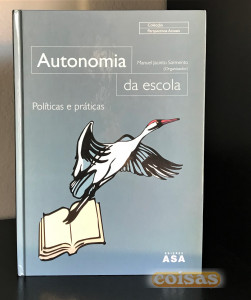 Colecção
Perspectivas Actuais
Autonomia
Manuel Jacinto Sarmento
(Organizador)
da escola
Políticas e práticas
EDIÇÕES
ASA
coisas